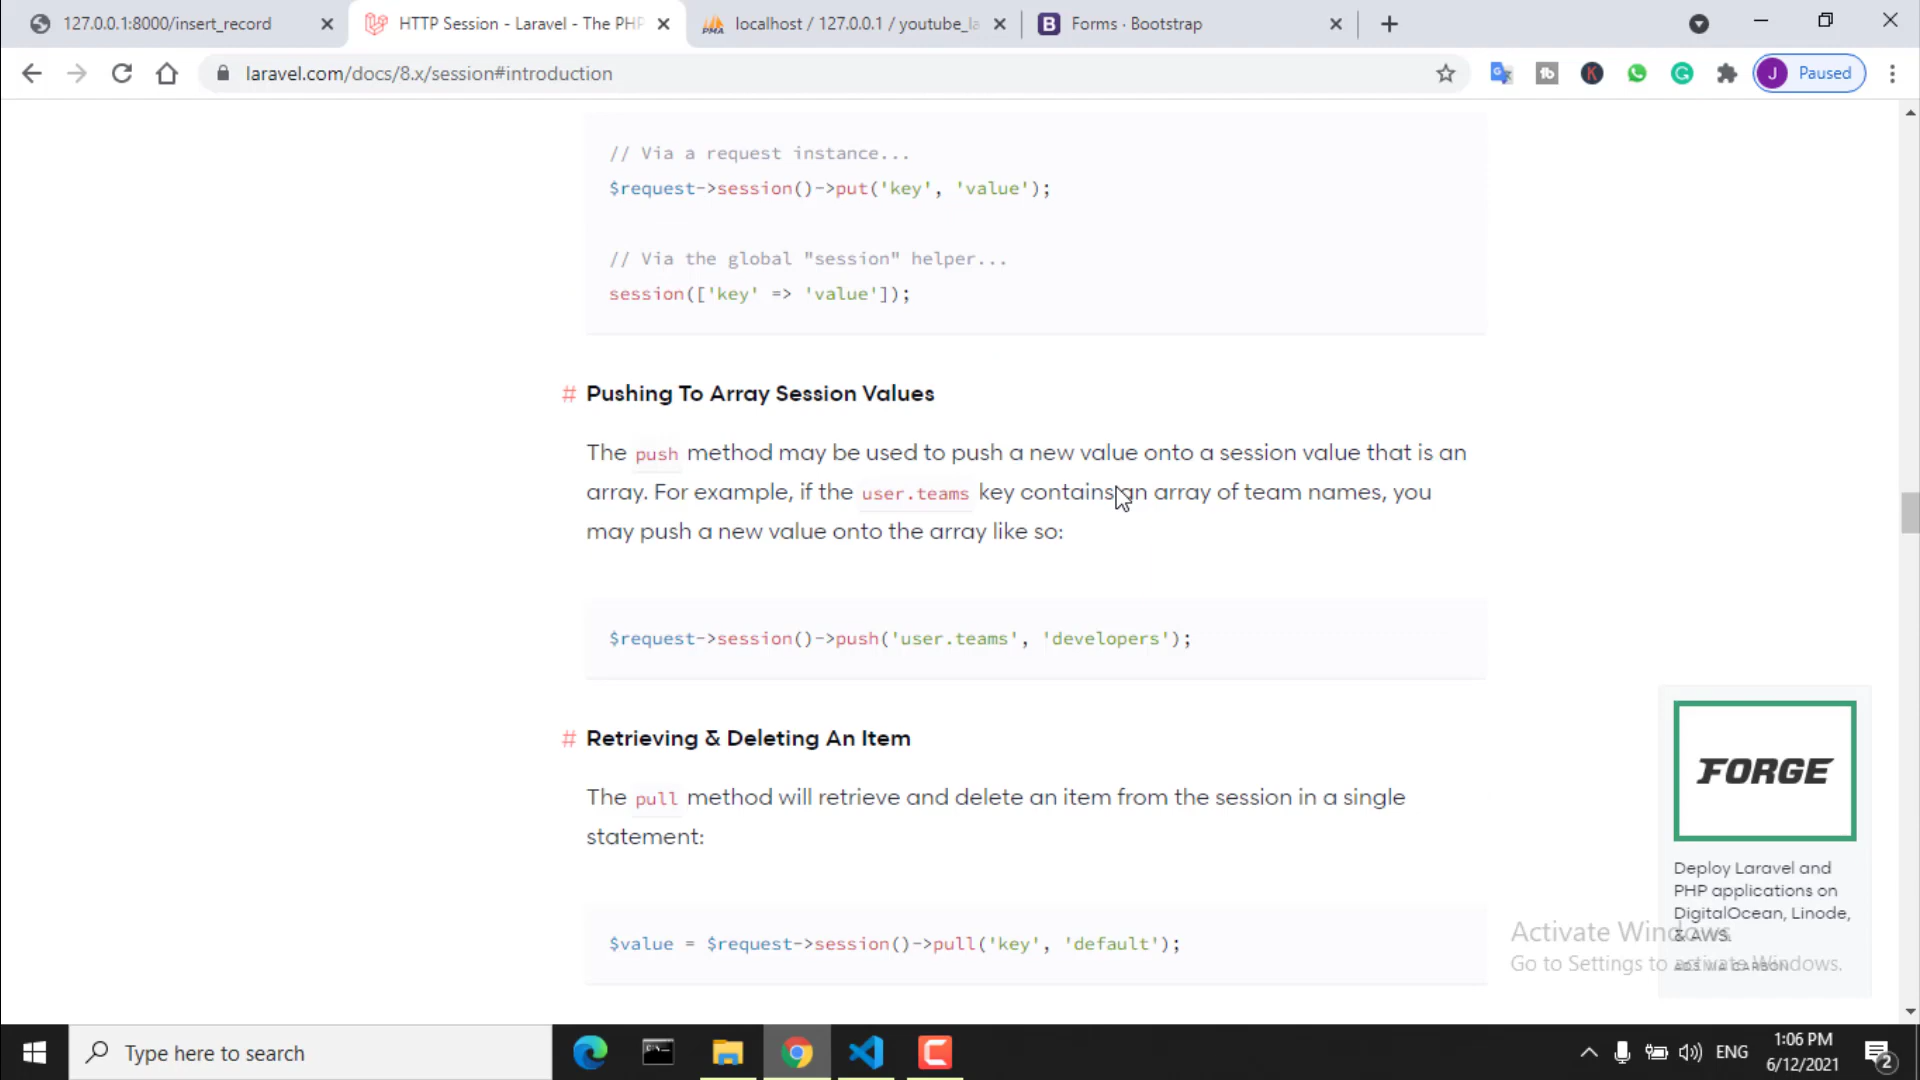 127.0.0.1:8000/insert_record
HTTP Session - Laravel - The PHP
localhost / 127.0.0.1 / youtube_la
Forms · Bootstrap
laravel.com/docs/8.x/session#introduction
J Paused
// Via a request instance...
$request->session()->put('key', 'value');
// Via the global "session" helper...
session(['key' => 'value']);
# Pushing To Array Session Values
The push method may be used to push a new value onto a session value that is an
array. For example, if the user.teams key contains an array of team names, you
may push a new value onto the array like so:
$request->session()->push('user.teams', 'developers');
# Retrieving & Deleting An Item
The pull method will retrieve and delete an item from the session in a single
statement:
$value = $request->session()->pull('key', 'default');
FORGE
Deploy Laravel and
PHP applications on
DigitalOcean, Linode,
& AWS.
ADS VIA CARBON
Activate Windows
Go to Settings to activate Windows.
Type here to search
ENG
1:06 PM
6/12/2021
2